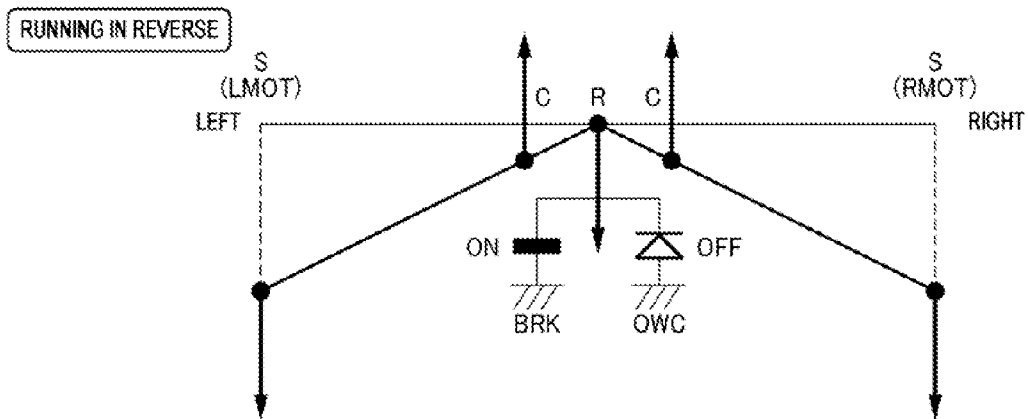 RUNNING IN REVERSE
S
(LMOT)
S
(RMOT)
LEFT
C
R
C
RIGHT
ON
OFF
BRK
OWC